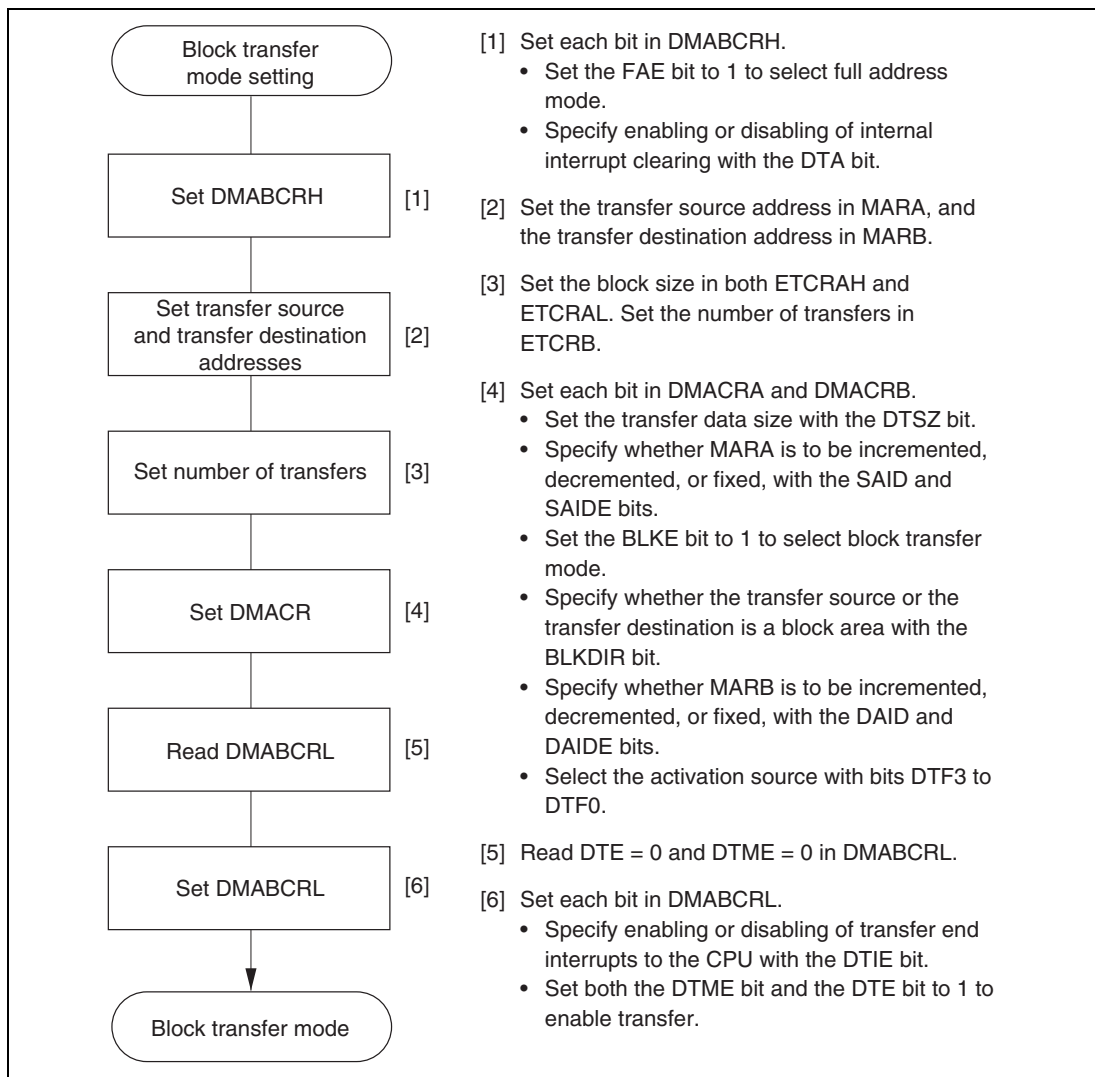 Block transfer
mode setting
Set DMABCRH
[1]
Set transfer source
and transfer destination
addresses
[2]
Set number of transfers
[3]
Set DMACR
[4]
Read DMABCRL
[5]
Set DMABCRL
[6]
Block transfer mode
[1] Set each bit in DMABCRH.
• Set the FAE bit to 1 to select full address
mode.
• Specify enabling or disabling of internal
interrupt clearing with the DTA bit.
[2] Set the transfer source address in MARA, and
the transfer destination address in MARB.
[3] Set the block size in both ETCRAH and
ETCRAL. Set the number of transfers in
ETCRB.
[4] Set each bit in DMACRA and DMACRB.
• Set the transfer data size with the DTSZ bit.
• Specify whether MARA is to be incremented,
decremented, or fixed, with the SAID and
SAIDE bits.
• Set the BLKE bit to 1 to select block transfer
mode.
• Specify whether the transfer source or the
transfer destination is a block area with the
BLKDIR bit.
• Specify whether MARB is to be incremented,
decremented, or fixed, with the DAID and
DAIDE bits.
• Select the activation source with bits DTF3 to
DTF0.
[5] Read DTE = 0 and DTME = 0 in DMABCRL.
[6] Set each bit in DMABCRL.
• Specify enabling or disabling of transfer end
interrupts to the CPU with the DTIE bit.
• Set both the DTME bit and the DTE bit to 1 to
enable transfer.